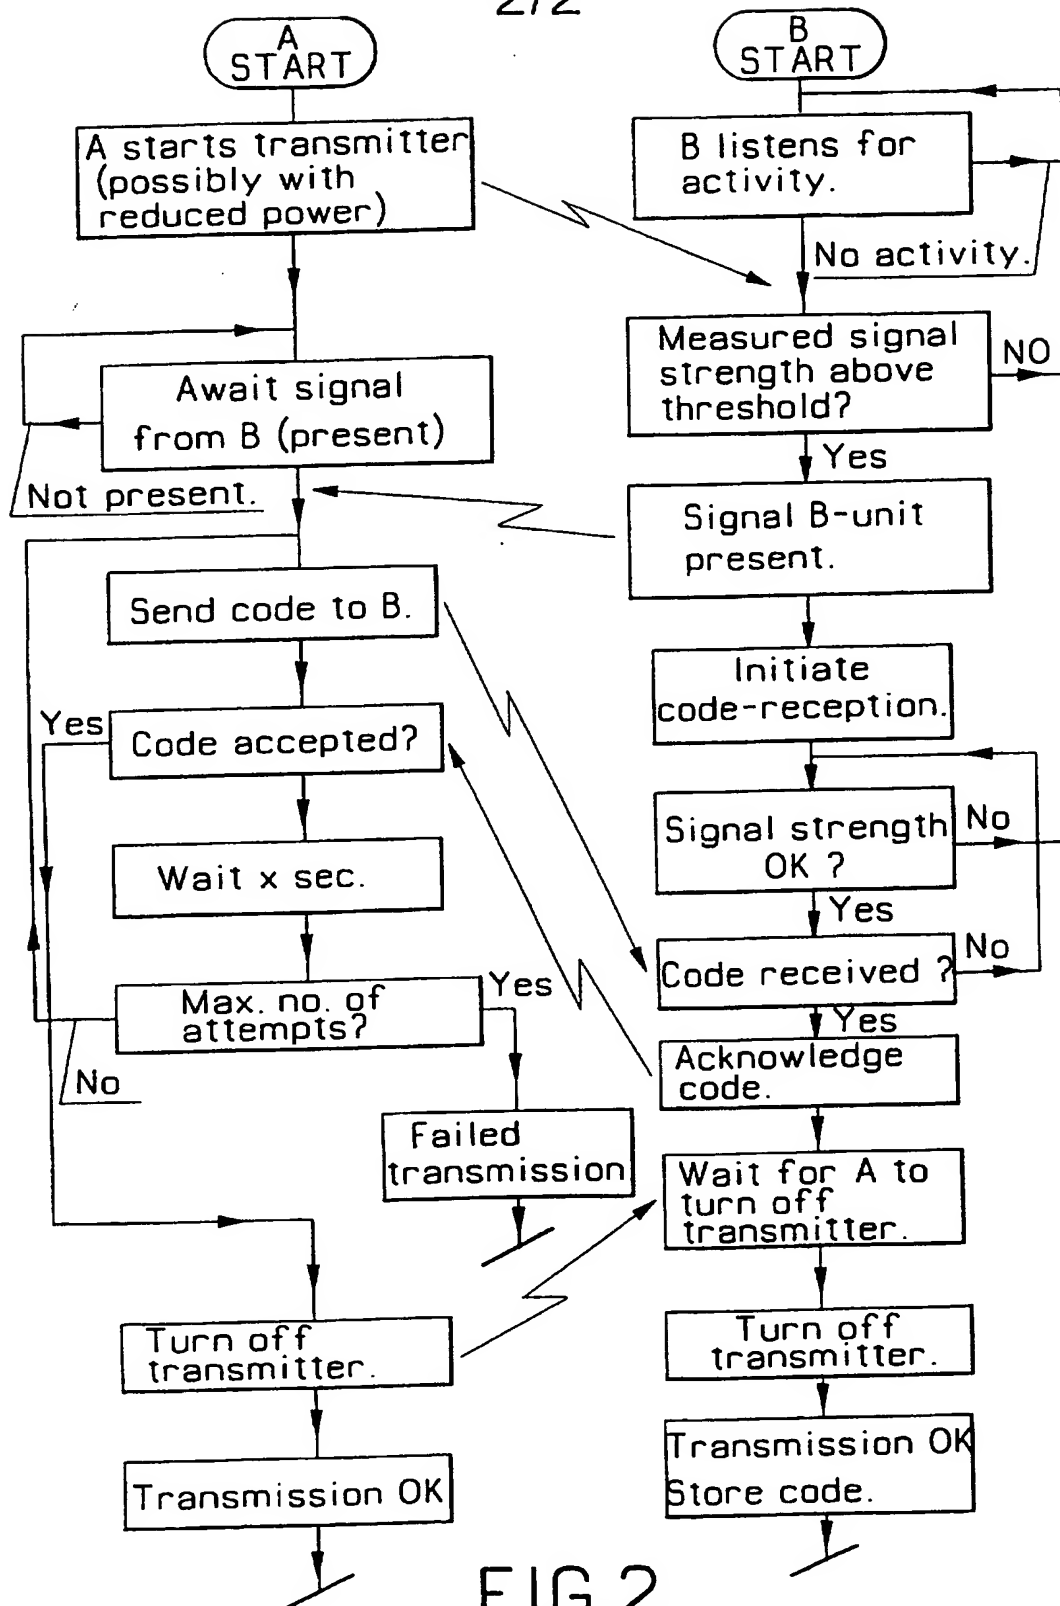 2/2
A
START
A starts transmitter
(possibly with
reduced power)
Await signal
from B (present)
Not present.
Send code to B.
Yes
Code accepted?
Wait x sec.
Max. no. of
attempts?
Yes
No
Failed
transmission
Turn off
transmitter.
Transmission OK
B
START
B listens for
activity.
No activity.
Measured signal
strength above
threshold?
NO
Yes
Signal B-unit
present.
Initiate
code-reception.
Signal strength
OK ?
No
Yes
Code received ?
No
Yes
Acknowledge
code.
Wait for A to
turn off
transmitter.
Turn off
transmitter.
Transmission OK
Store code.
FIG.2